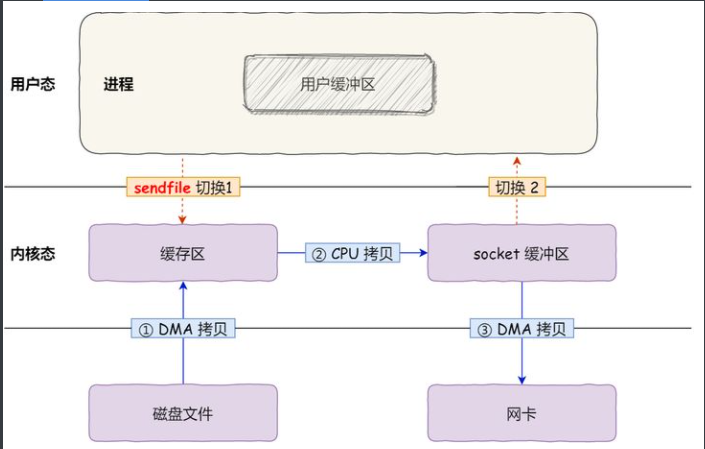 用户态
进程
用户缓冲区
sendfile 切换1
切换 2
内核态
缓存区
② CPU 拷贝
socket 缓冲区
① DMA 拷贝
③ DMA 拷贝
磁盘文件
网卡